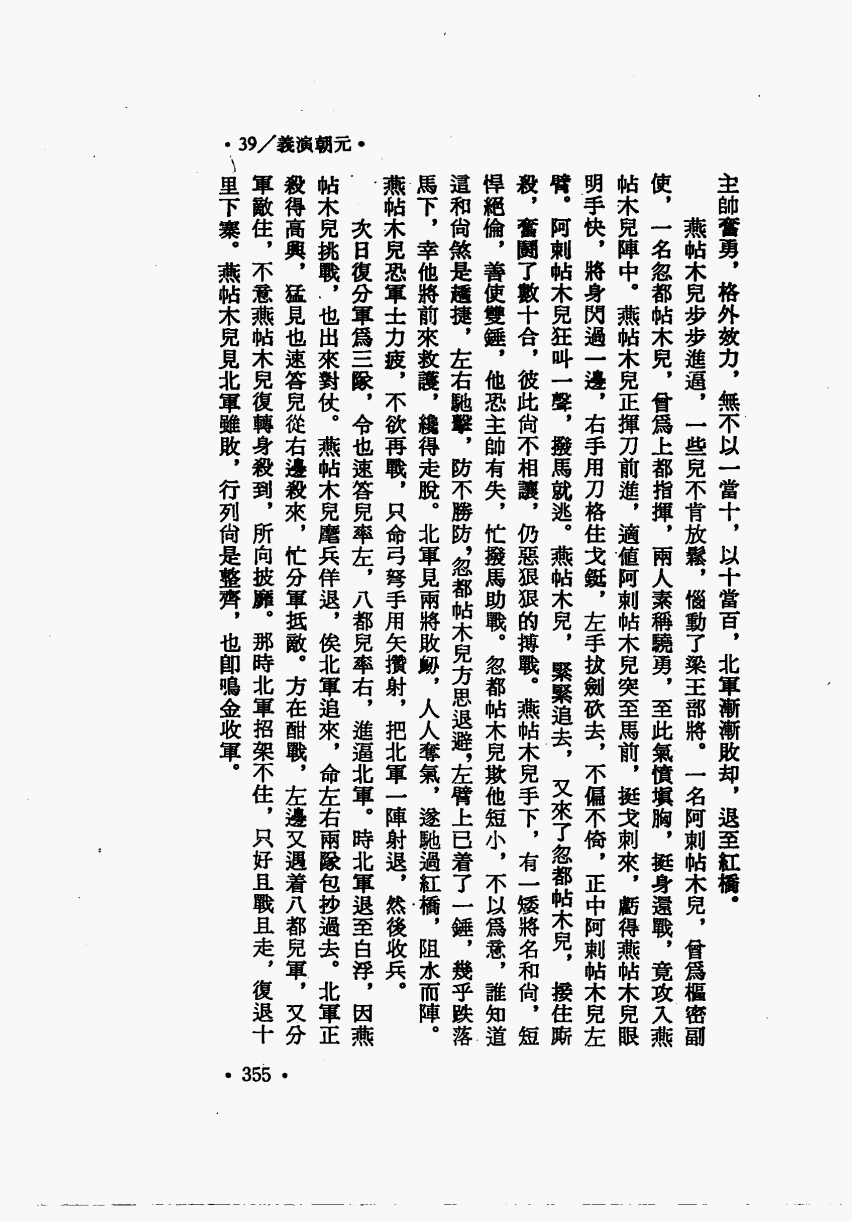 •39／義演朝元•
主帥奮勇，格外效力，無不以一當十，以十當百，北軍漸漸敗却，退至紅橋。
燕帖木兒步步進逼，一些兒不肯放鬆，惱動了梁王部將。一名阿剌帖木兒，曾爲樞密副
使，一名忽都帖木兒，曾爲上都指揮，兩人素稱驍勇，至此氣憤塡胸，挺身還戰，竟攻入燕
帖木兒陣中。燕帖木兒正揮刀前進，適値阿剌帖木兒突至馬前，挺戈刺來，虧得燕帖木兒眼
明手快，將身閃過一邊，右手用刀格住戈鋋，左手拔劍砍去，不偏不倚，正中阿剌帖木兒左
臂。阿剌帖木兒狂叫一聲，撥馬就逃。燕帖木兒，緊緊追去，又來了忽都帖木兒，接住廝
殺，奮鬪了數十合，彼此尙不相讓，仍惡狠狠的搏戰。燕帖木兒手下，有一矮將名和尙，短
悍絕倫，善使雙錘，他恐主帥有失，忙撥馬助戰。忽都帖木兒欺他短小，不以爲意，誰知道
這和尙煞是趫捷，左右馳擊，防不勝防，忽都帖木兒方思退避，左臂上已着了一錘，幾乎跌落
馬下，幸他將前來救護，纔得走脫。北軍見兩將敗衂，人人奪氣，遂馳過紅橋，阻水而陣。
燕帖木兒恐軍士力疲，不欲再戰，只命弓弩手用矢攢射，把北軍一陣射退，然後收兵。
次日復分軍爲三隊，令也速答兒率左，八都兒率右，進逼北軍。時北軍退至白浮，因燕
帖木兒挑戰，也出來對仗。燕帖木兒麾兵佯退，俟北軍追來，命左右兩隊包抄過去。北軍正
殺得高興，猛見也速答兒從右邊殺來，忙分軍抵敵。方在酣戰，左邊又遇着八都兒軍，又分
軍敵住，不意燕帖木兒復轉身殺到，所向披靡。那時北軍招架不住，只好且戰且走，復退十
里下寨。燕帖木兒見北軍雖敗，行列尙是整齊，也卽鳴金收軍。
•355•